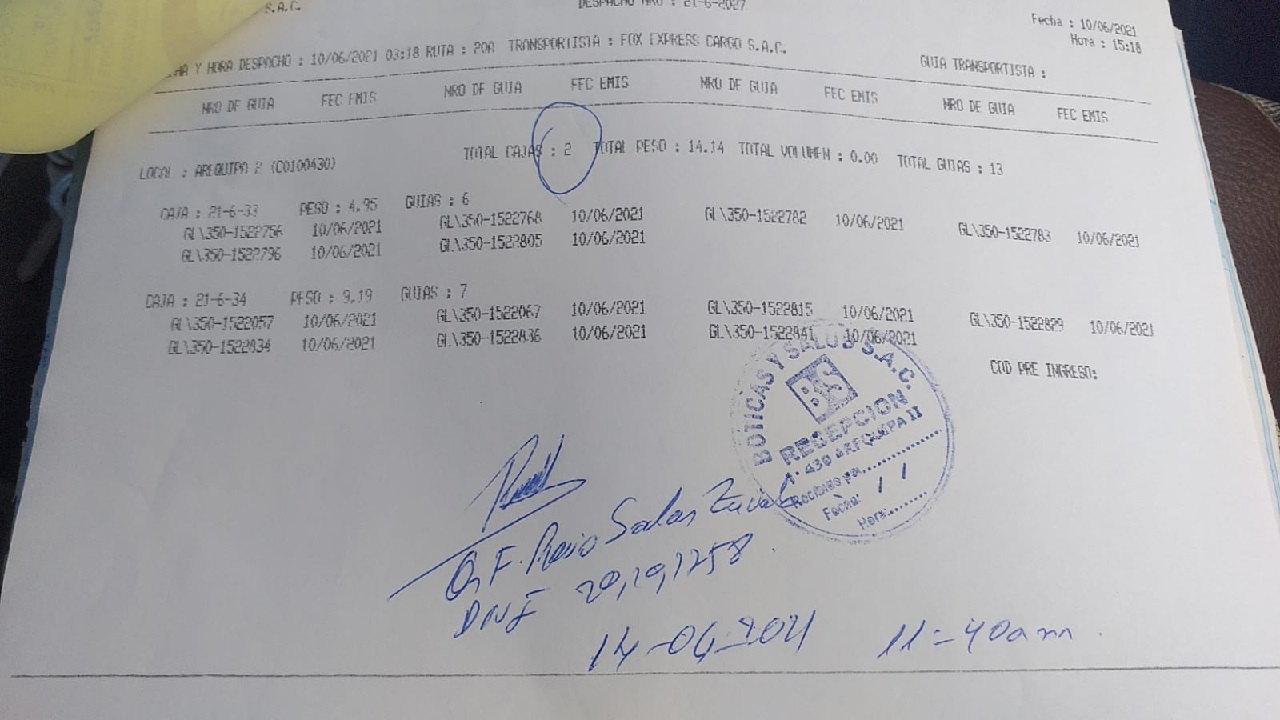 S.A.C.
DESPACHO NRO : 21-6-2027
Fecha : 10/06/2021
Hora : 15:18
Y HORA DESPACHO : 10/06/2021 03:18 RUTA : 20A TRANSPORTISTA : FOX EXPRESS CARGO S.A.C.
GUIA TRANSPORTISTA :
NRO DE GUIA FEC EMIS NRO DE GUIA FEC EMIS NRO DE GUIA FEC EMIS NRO DE GUIA FEC EMIS
LOCAL : AREQUIPA 2 (C0100430) TOTAL CAJAS : 2 TOTAL PESO : 14.14 TOTAL VOLUMEN : 0.00 TOTAL GUIAS : 13
CAJA : 21-6-33 PESO : 4.95 GUIAS : 6
GL\350-1522756 10/06/2021 GL\350-1522768 10/06/2021 GL\350-1522782 10/06/2021 GL\350-1522783 10/06/2021
GL\350-1522796 10/06/2021 GL\350-1522805 10/06/2021
CAJA : 21-6-34 PESO : 9.19 GUIAS : 7
10/06/2021 10/06/2021 GL\350-1522815 10/06/2021 GL\350-1522829 10/06/2021
GL\350-1522834 10/06/2021 GL\350-1522836 10/06/2021 GL\350-1522841 10/06/2021
COD PRE INGRESO:
BOTICAS Y SALUD S.A.C.
BS
RECEPCION
430 AREQUIPA II
Recibido por
Fecha: / /
Hora:
Q.F. Salas
DNI
14-06-2021 11=40am